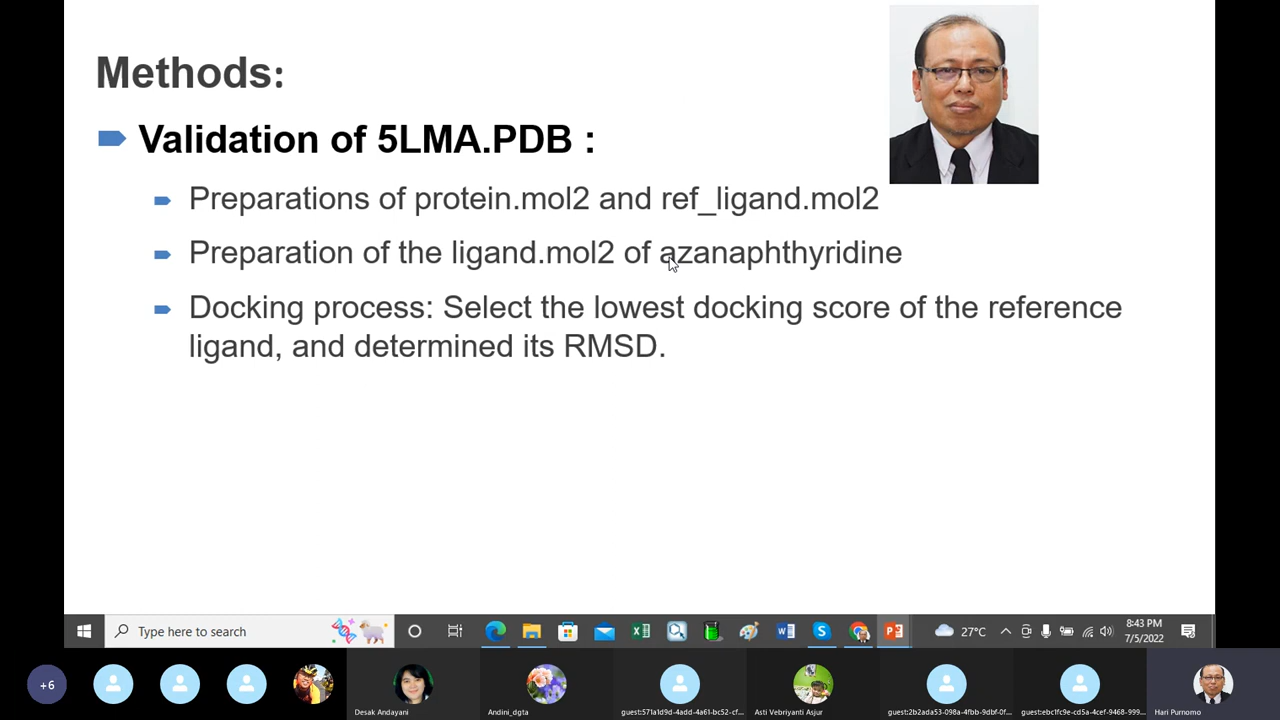 Methods:
Validation of 5LMA.PDB :
Preparations of protein.mol2 and ref_ligand.mol2
Preparation of the ligand.mol2 of azanaphthyridine
Docking process: Select the lowest docking score of the reference
ligand, and determined its RMSD.
Type here to search
27°C
8:43 PM
7/5/2022
+6
Desak Andayani
Andini_dgta
guest:571a1d9d-4add-4a61-bc52-cf...
Asti Vebriyanti Asjur
guest:2b2ada53-098a-4fbb-9dbf-0f...
guest:ebc1fc9e-cd5a-4cef-9468-999...
Hari Purnomo